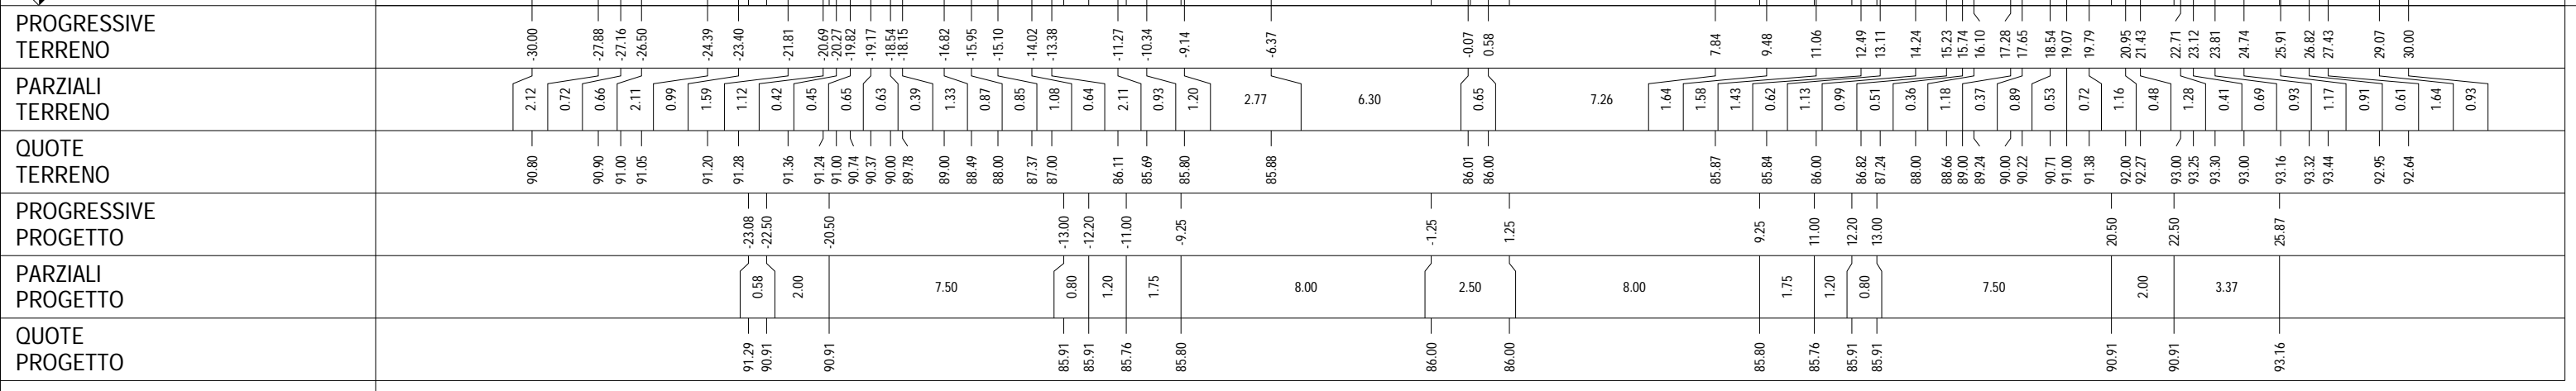 PROGRESSIVE
TERRENO
-30.00 -27.88 -27.16 -26.50 -24.39 -23.40 -21.81 -20.69 -20.27 -19.82 -19.17 -18.54 -18.15 -16.82 -15.95 -15.10 -14.02 -13.38 -11.27 -10.34 -9.14 -6.37 -0.07 0.58 7.84 9.48 11.06 12.49 13.11 14.24 15.23 15.74 16.10 17.28 17.65 18.54 19.07 19.79 20.95 21.43 22.71 23.12 23.81 24.74 25.91 26.82 27.43 29.07 30.00
PARZIALI
TERRENO
2.12 0.72 0.66 2.11 0.99 1.59 1.12 0.42 0.45 0.65 0.63 0.39 1.33 0.87 0.85 1.08 0.64 2.11 0.93 1.20 2.77 6.30 0.65 7.26 1.64 1.58 1.43 0.62 1.13 0.99 0.51 0.36 1.18 0.37 0.89 0.53 0.72 1.16 0.48 1.28 0.41 0.69 0.93 1.17 0.91 0.61 1.64 0.93
QUOTE
TERRENO
90.80 90.90 91.00 91.05 91.20 91.28 91.36 91.24 91.00 90.74 90.37 90.00 89.78 89.00 88.49 88.00 87.37 87.00 86.11 85.69 85.80 85.88 86.01 86.00 85.87 85.84 86.00 86.82 87.24 88.00 88.66 89.00 89.24 90.00 90.22 90.71 91.00 91.38 92.00 92.27 93.00 93.25 93.30 93.00 93.16 93.32 93.44 92.95 92.64
PROGRESSIVE
PROGETTO
-23.08 -22.50 -20.50 -13.00 -12.20 -11.00 -9.25 -1.25 1.25 9.25 11.00 12.20 13.00 20.50 22.50 25.87
PARZIALI
PROGETTO
0.58 2.00 7.50 0.80 1.20 1.75 8.00 2.50 8.00 1.75 1.20 0.80 7.50 2.00 3.37
QUOTE
PROGETTO
91.29 90.91 90.91 85.91 85.91 85.76 85.80 86.00 86.00 85.80 85.76 85.91 85.91 90.91 90.91 93.16